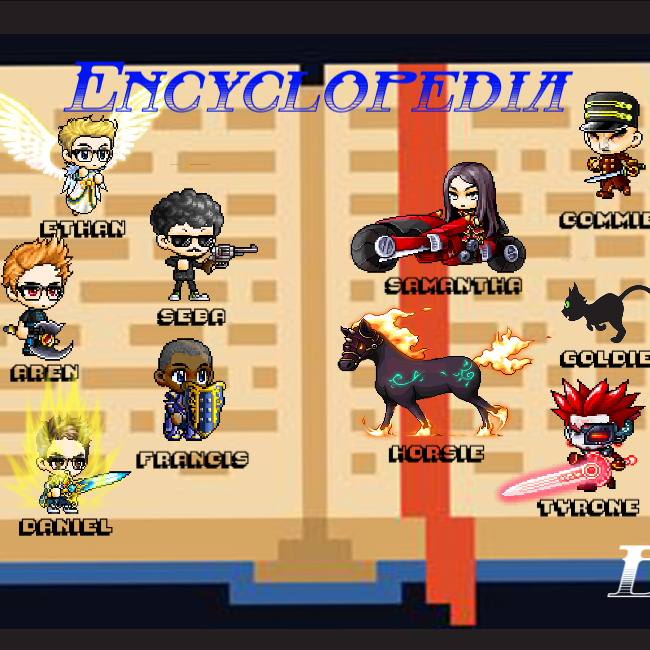 ENCYCLOPEDIA
ETHAN
COMMIE
SEBA
SAMANTHA
AREN
GOLDIE
FRANCIS
HORSIE
DANIEL
TYRONE